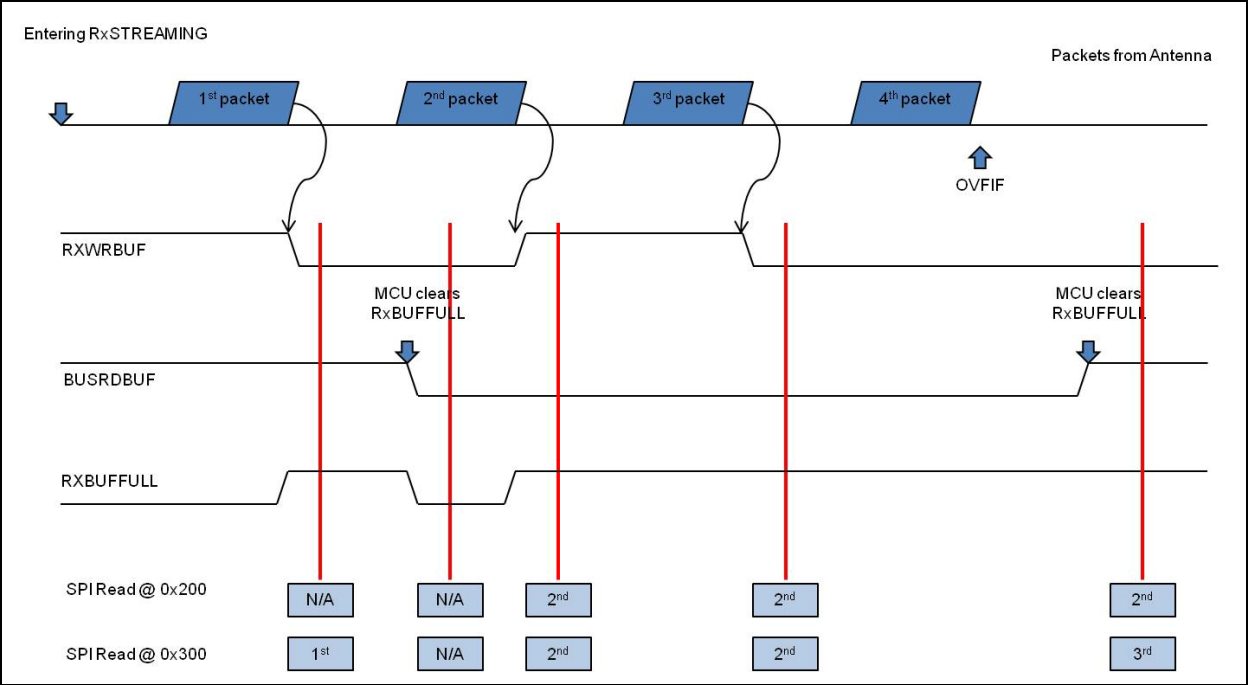 Entering RxSTREAMING
Packets from Antenna
1st packet
2nd packet
3rd packet
4th packet
OVFIF
RXWRBUF
MCU clears
RxBUFFULL
MCU clears
RxBUFFULL
BUSRDBUF
RXBUFFULL
SPI Read @ 0x200
N/A
N/A
2nd
2nd
2nd
SPI Read @ 0x300
1st
N/A
2nd
2nd
3rd